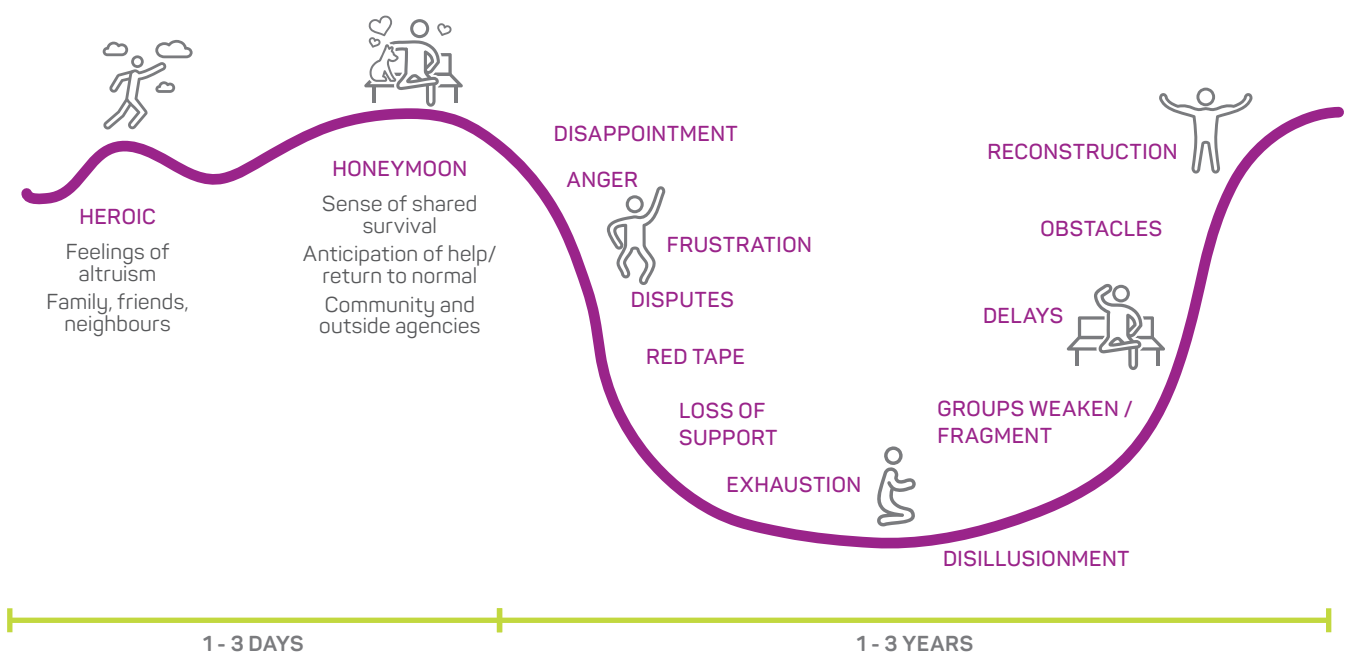 HEROIC
Feelings of
altruism
Family, friends,
neighbours
HONEYMOON
Sense of shared
survival
Anticipation of help/
return to normal
Community and
outside agencies
DISAPPOINTMENT
ANGER
FRUSTRATION
DISPUTES
RED TAPE
LOSS OF
SUPPORT
EXHAUSTION
DISILLUSIONMENT
GROUPS WEAKEN /
FRAGMENT
DELAYS
OBSTACLES
RECONSTRUCTION
1 - 3 DAYS
1 - 3 YEARS